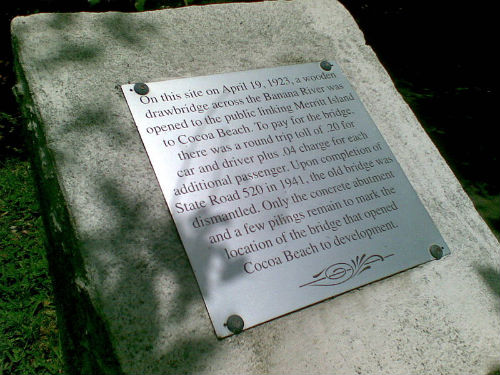 On this site on April 19, 1923, a wooden
drawbridge across the Banana River was
opened to the public linking Merritt Island
to Cocoa Beach. To pay for the bridge,
there was a round trip toll of .20 for
car and driver plus .04 charge for each
additional passenger. Upon completion of
State Road 520 in 1941, the old bridge was
dismantled. Only the concrete abutment
and a few pilings remain to mark the
location of the bridge that opened
Cocoa Beach to development.